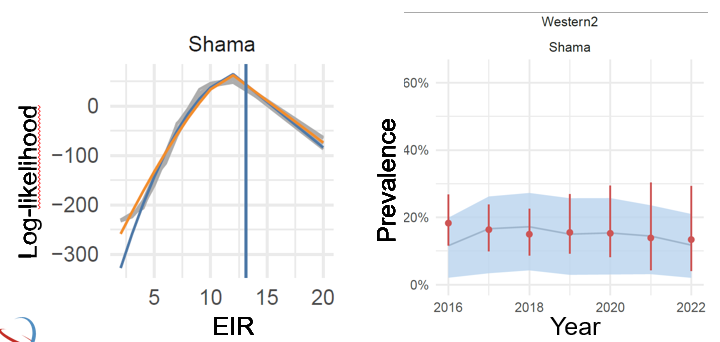 Shama
Log-likelihood
0
−100
−200
−300
5
10
15
20
EIR
Western2
Shama
Prevalence
60%
40%
20%
0%
2016
2018
2020
2022
Year